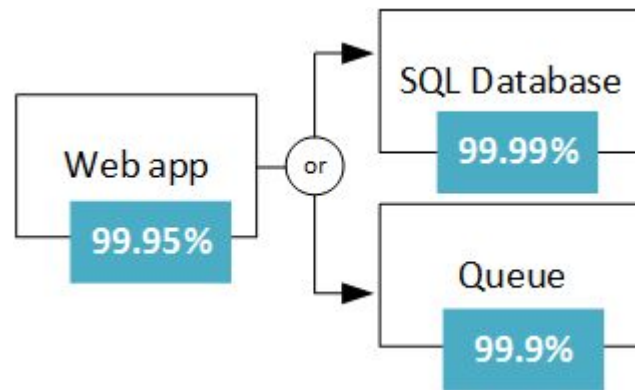 Web app
99.95%
or
SQL Database
99.99%
Queue
99.9%